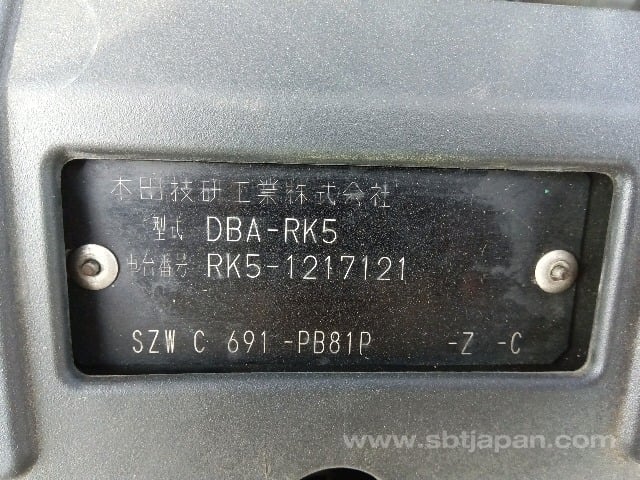 本田技研工業株式会社
型式 DBA-RK5
車台番号 RK5-1217121
SZW C 691 -PB81P -Z -C
www.sbtjapan.com